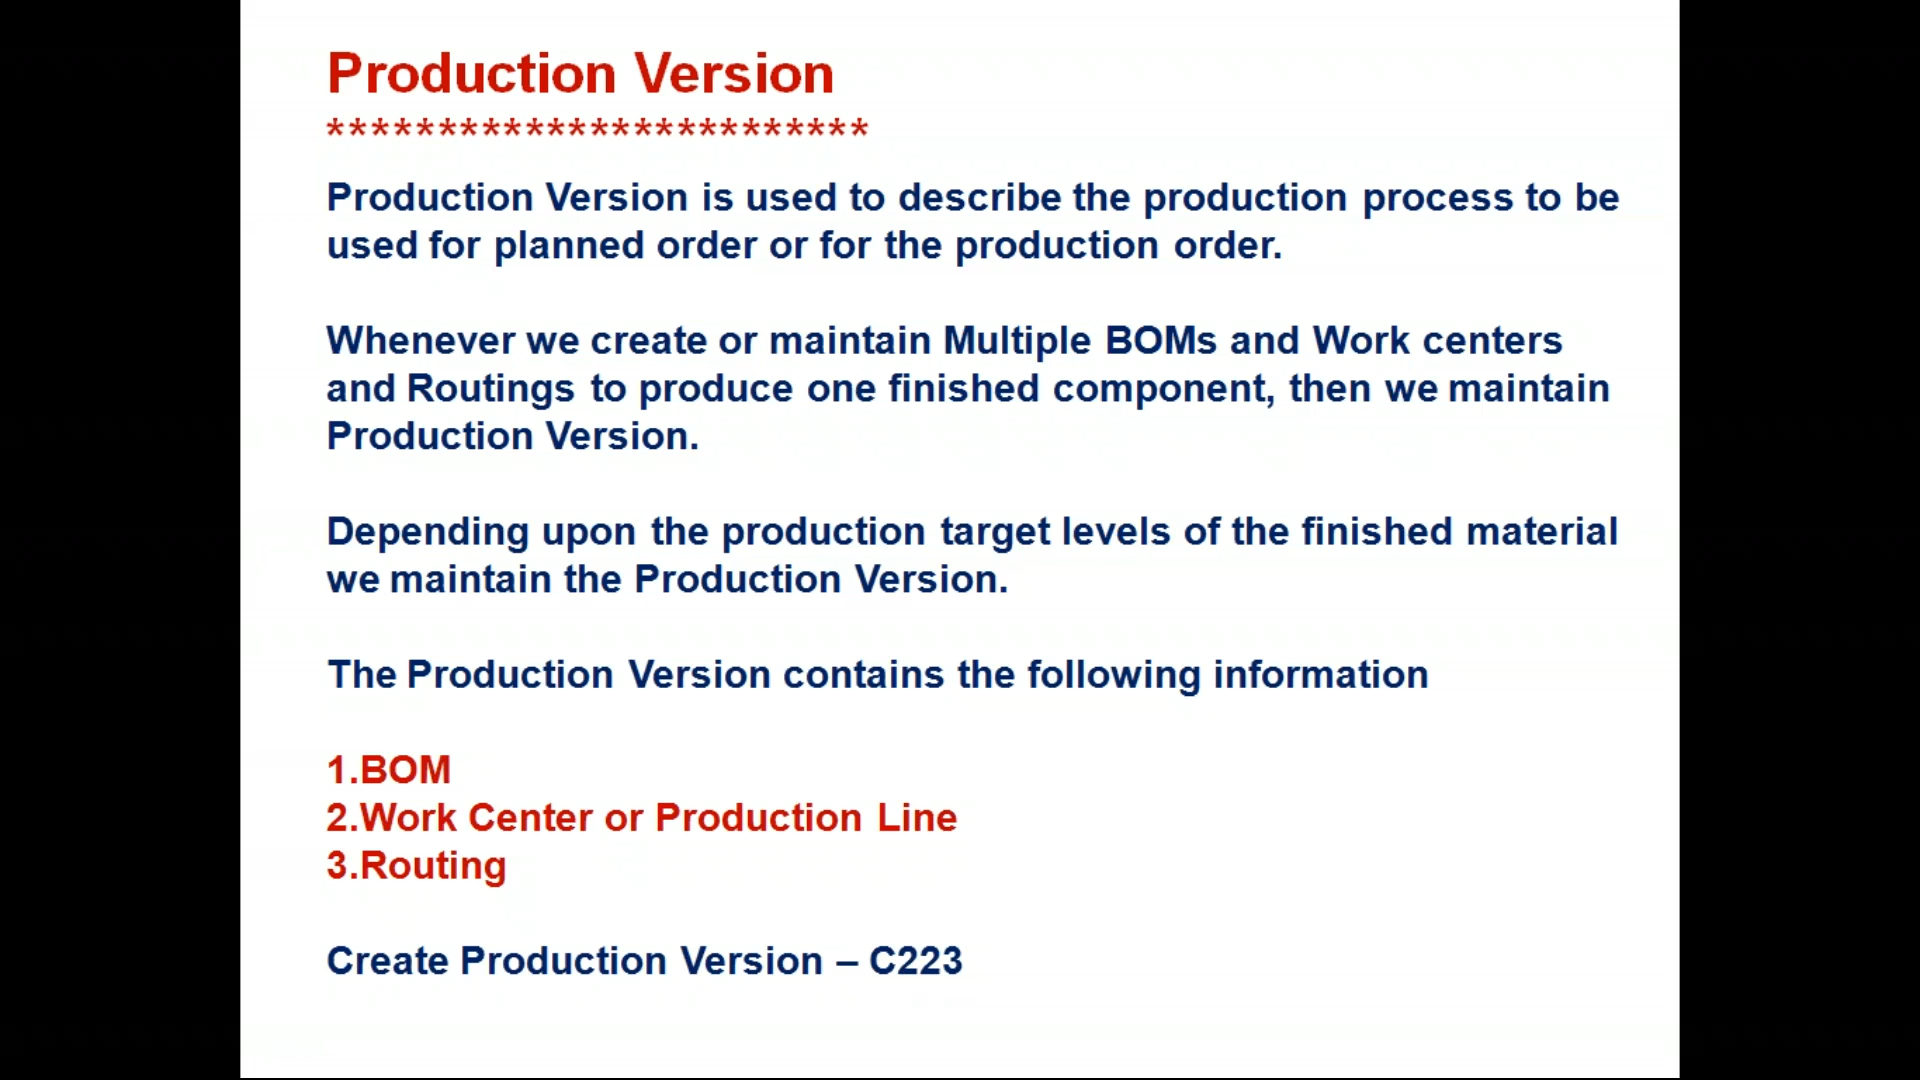 Production Version
*************************
Production Version is used to describe the production process to be
used for planned order or for the production order.
Whenever we create or maintain Multiple BOMs and Work centers
and Routings to produce one finished component, then we maintain
Production Version.
Depending upon the production target levels of the finished material
we maintain the Production Version.
The Production Version contains the following information
1.BOM
2.Work Center or Production Line
3.Routing
Create Production Version – C223